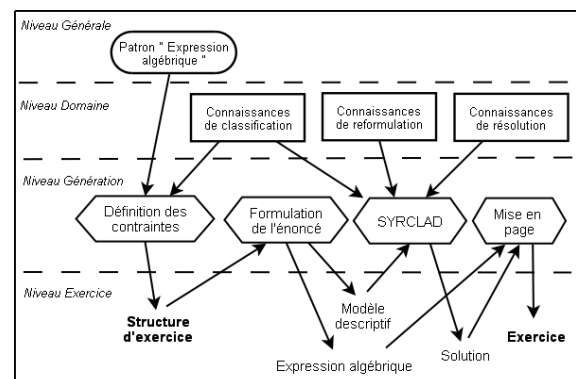 Niveau Générale
Patron " Expression
algébrique "
Niveau Domaine
Connaissances
de classification
Connaissances
de reformulation
Connaissances
de résolution
Niveau Génération
Définition des
contraintes
Formulation
de l'énoncé
SYRCLAD
Mise en
page
Niveau Exercice
Structure
d'exercice
Modèle
descriptif
Expression algébrique
Solution
Exercice